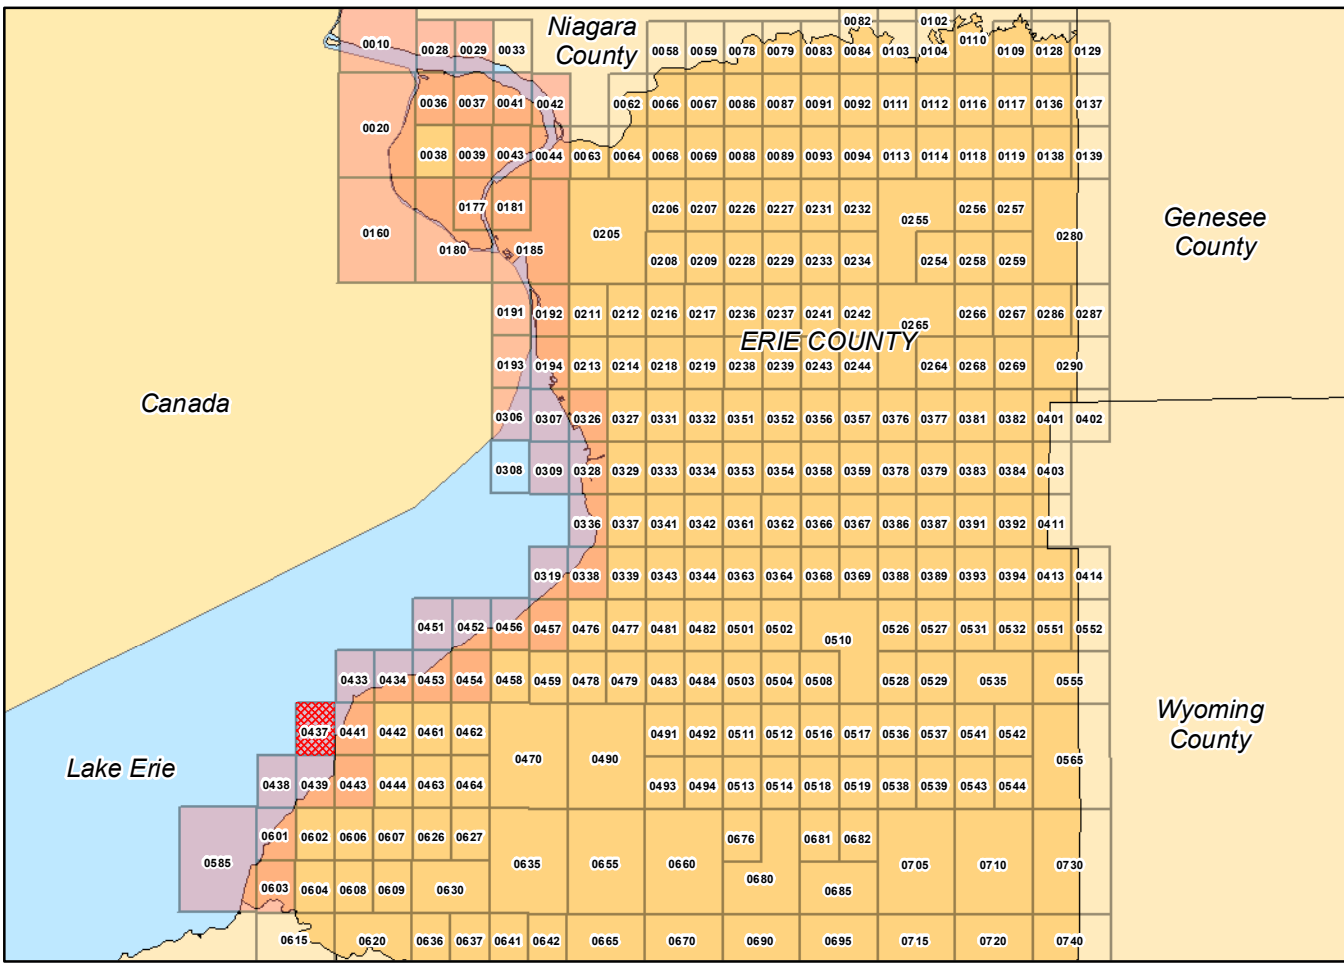 0082 0102
Niagara
County
0010 0028 0029 0033 0058 0059 0078 0079 0083 0084 0103 0104 0110 0109 0128 0129
0036 0037 0041 0042 0062 0066 0067 0086 0087 0091 0092 0111 0112 0116 0117 0136 0137
0020
0038 0039 0043 0044 0063 0064 0068 0069 0088 0089 0093 0094 0113 0114 0118 0119 0138 0139
0177 0181 0206 0207 0226 0227 0231 0232 0255 0256 0257
Genesee
County
0160 0180 0185 0205 0208 0209 0228 0229 0233 0234 0254 0258 0259 0280
0191 0192 0211 0212 0216 0217 0236 0237 0241 0242 0265 0266 0267 0286 0287
ERIE COUNTY
0193 0194 0213 0214 0218 0219 0238 0239 0243 0244 0264 0268 0269 0290
Canada
0306 0307 0326 0327 0331 0332 0351 0352 0356 0357 0376 0377 0381 0382 0401 0402
0308 0309 0328 0329 0333 0334 0353 0354 0358 0359 0378 0379 0383 0384 0403
0336 0337 0341 0342 0361 0362 0366 0367 0386 0387 0391 0392 0411
0319 0338 0339 0343 0344 0363 0364 0368 0369 0388 0389 0393 0394 0413 0414
0451 0452 0456 0457 0476 0477 0481 0482 0501 0502 0510 0526 0527 0531 0532 0551 0552
0433 0434 0453 0454 0458 0459 0478 0479 0483 0484 0503 0504 0508 0528 0529 0535 0555
Wyoming
County
0437 0441 0442 0461 0462 0491 0492 0511 0512 0516 0517 0536 0537 0541 0542
0470 0490 0565
Lake Erie
0438 0439 0443 0444 0463 0464 0493 0494 0513 0514 0518 0519 0538 0539 0543 0544
0601 0602 0606 0607 0626 0627 0676 0681 0682
0585 0635 0655 0660 0680 0705 0710 0730
0603 0604 0608 0609 0630 0685
0615 0620 0636 0637 0641 0642 0665 0670 0690 0695 0715 0720 0740